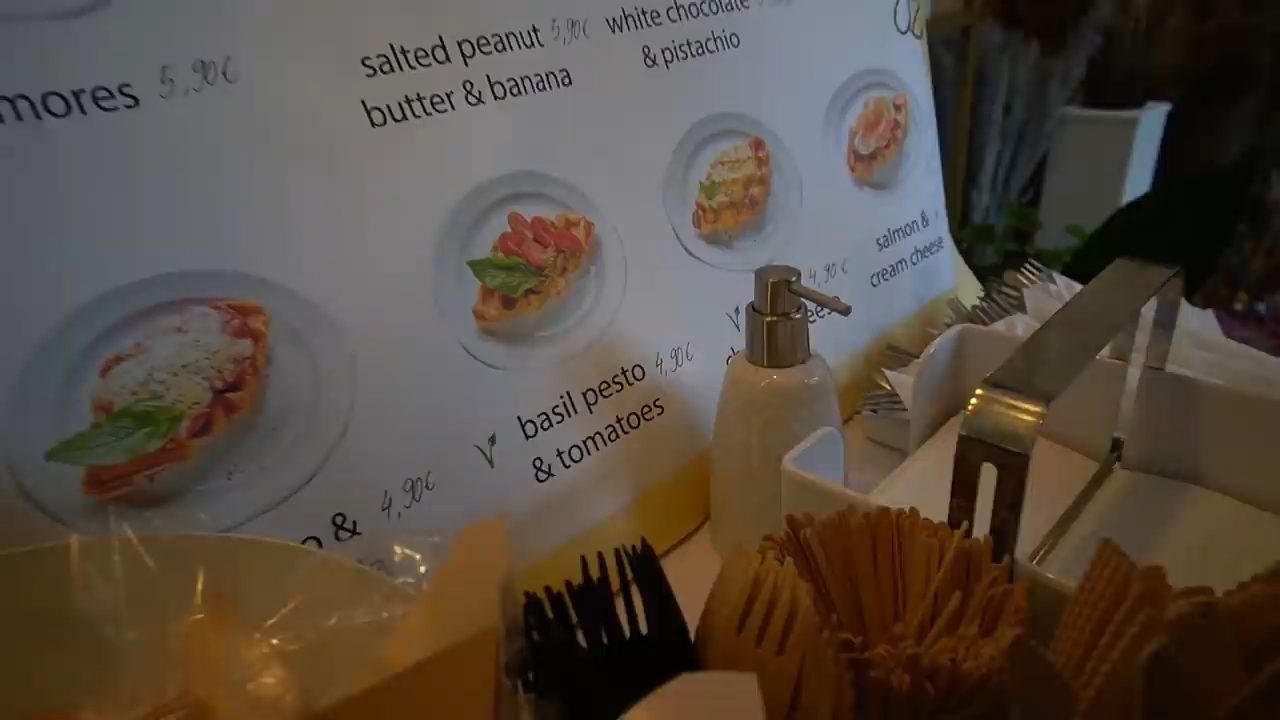 mores 5,90€
salted peanut 5,90€
butter & banana
white chocolate
& pistachio
& 4,90€
V basil pesto 4,90€
& tomatoes
V 4,90€
salmon &
cream cheese